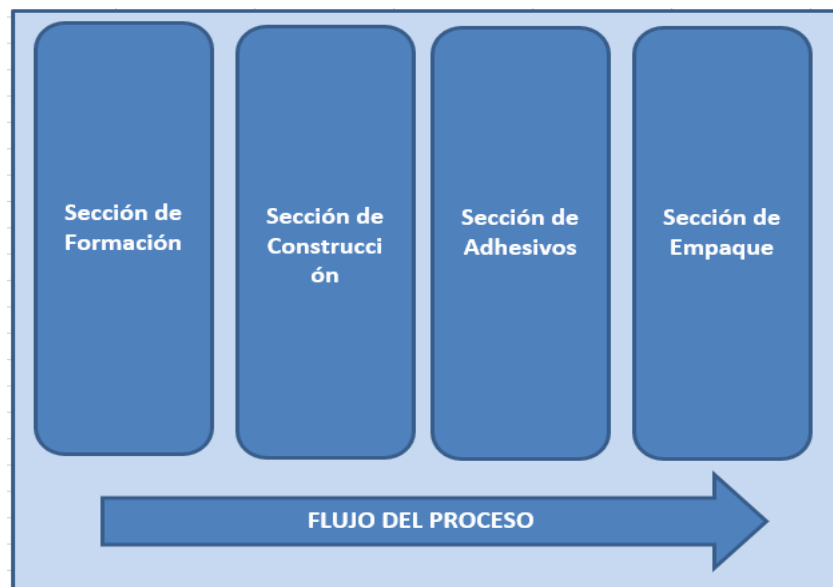 Sección de
Formación
Sección de
Construcci
ón
Sección de
Adhesivos
Sección de
Empaque
FLUJO DEL PROCESO